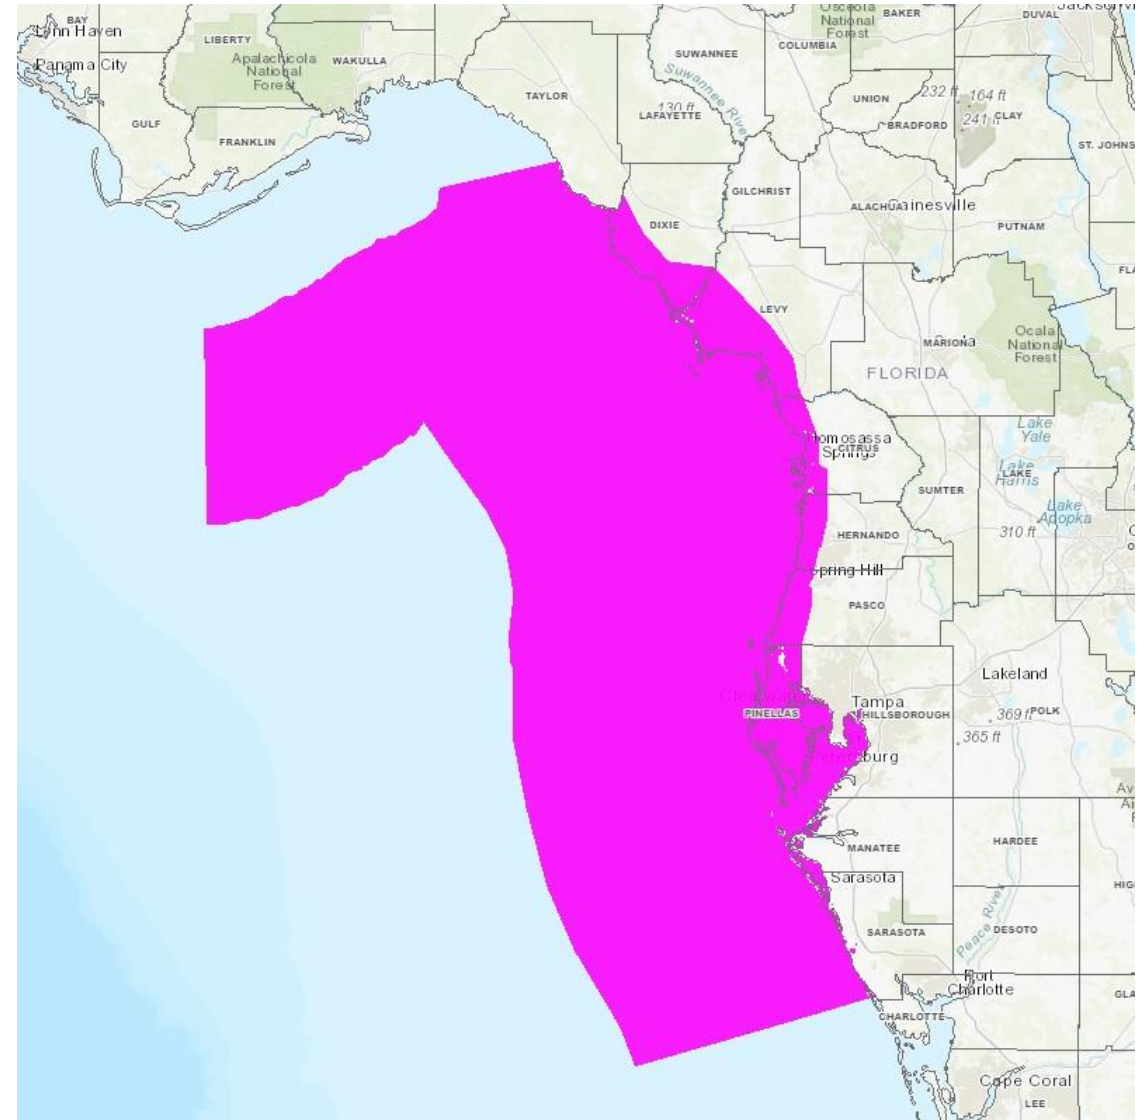 BAY
Lynn Haven
Panama City
LIBERTY
Apalachicola
National
Forest
WAKULLA
GULF
FRANKLIN
TAYLOR
SUWANNEE
Suwannee River
130 ft
LAFAYETTE
Osceola
National
Forest
COLUMBIA
BAKER
DUVAL
UNION
232 ft
164 ft
241 ft
CLAY
BRADFORD
ST. JOHNS
GILCHRIST
ALACHUA
Gainesville
DIXIE
PUTNAM
LEVY
MARION
Ocala
National
Forest
FLORIDA
Homosassa
Springs
CITRUS
Lake
Yale
Lake
Harris
LAKE
SUMTER
Lake
Apopka
310 ft
HERNANDO
Spring Hill
PASCO
Lakeland
Clearwater
PINELLAS
Tampa
HILLSBOROUGH
369 ft
POLK
365 ft
MANATEE
HARDEE
Sarasota
SARASOTA
Peace River
DESOTO
Port
Charlotte
CHARLOTTE
Cape Coral
LEE